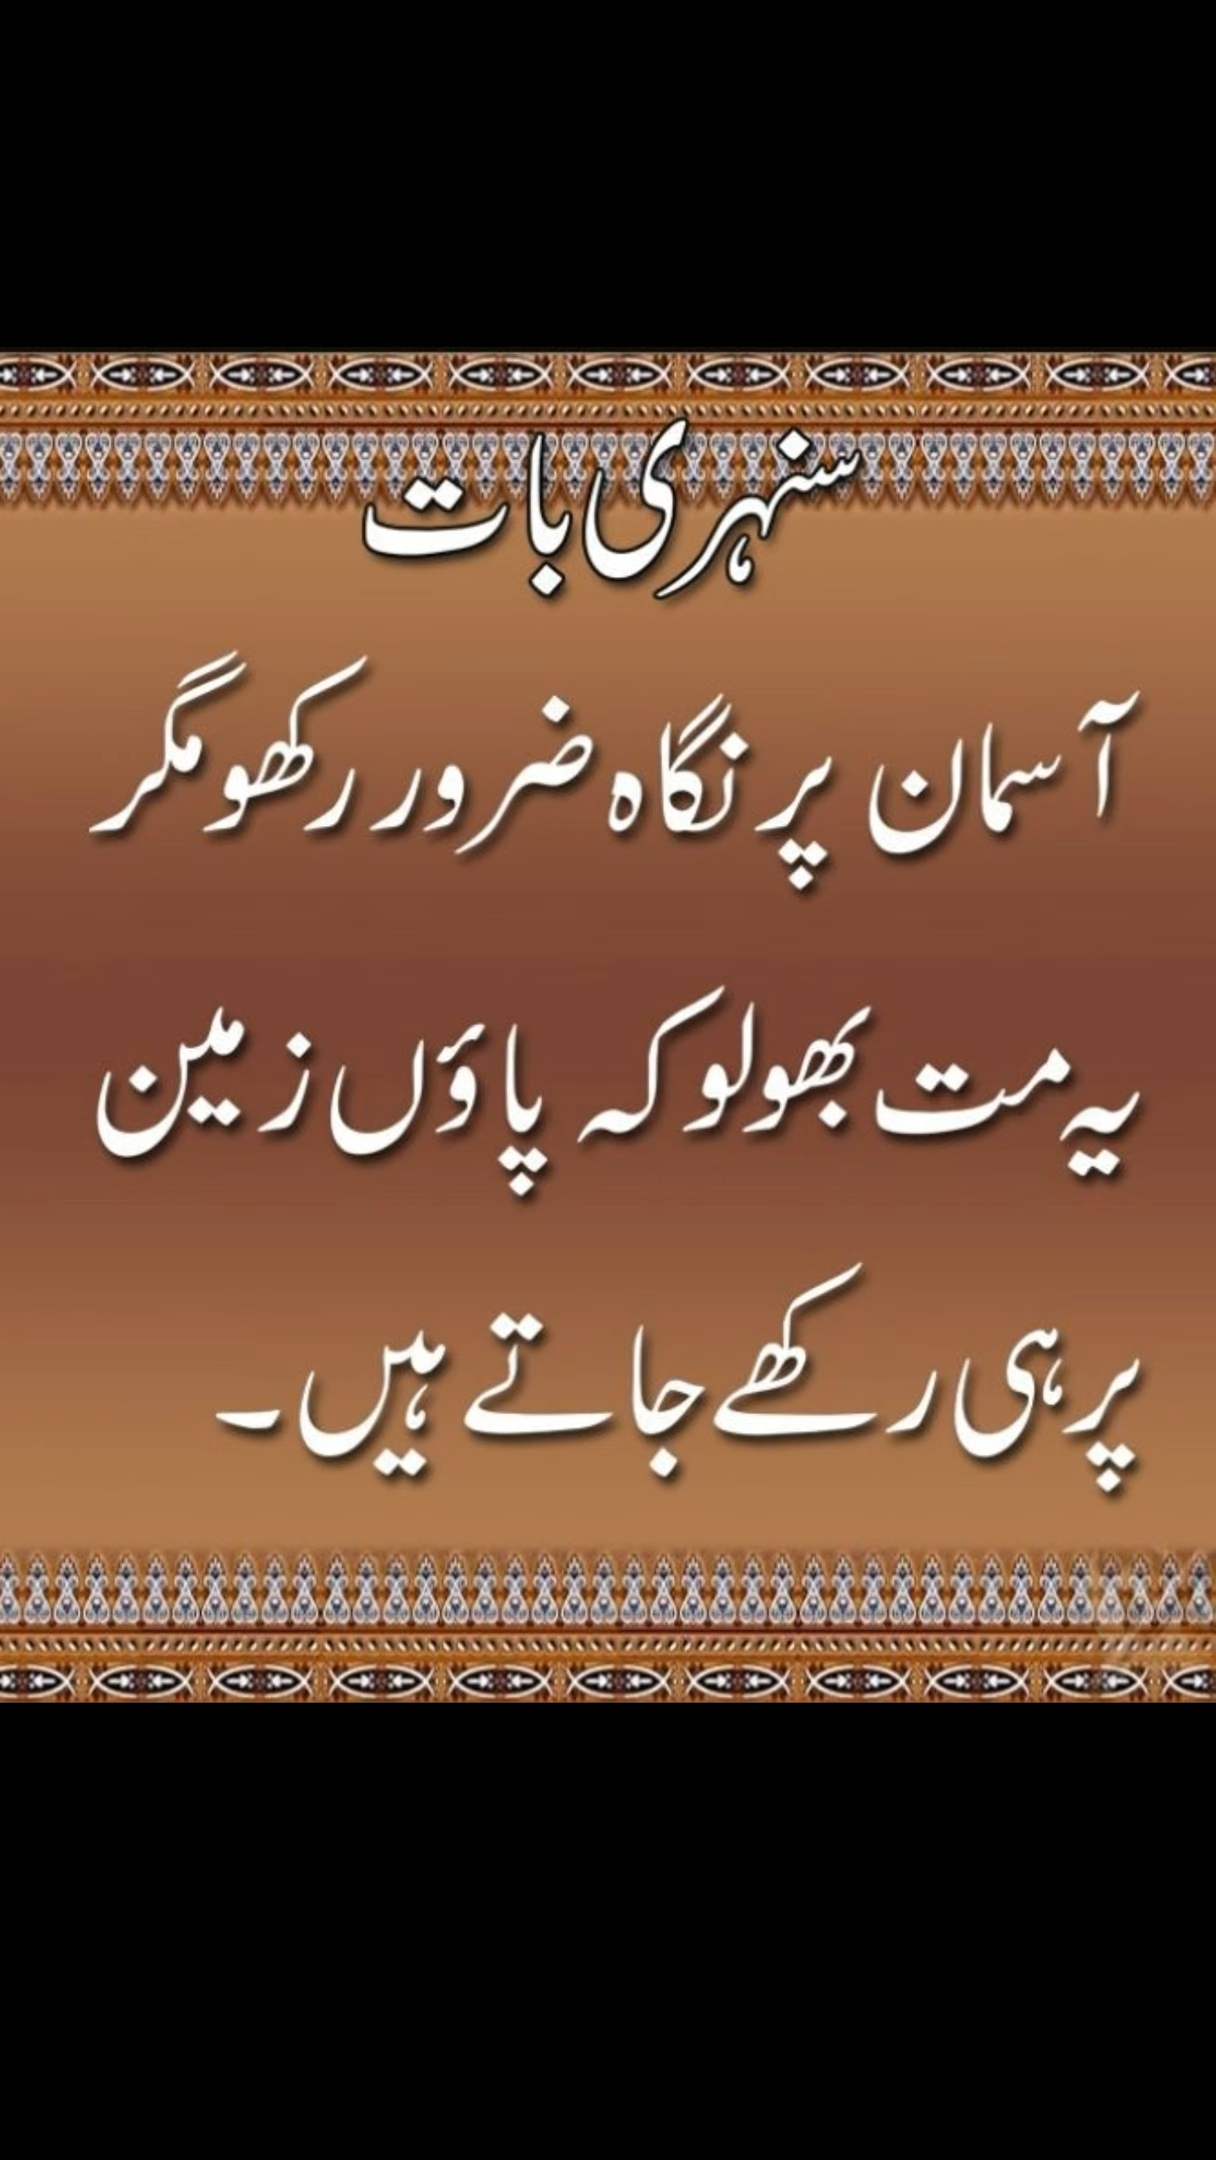 سنہری بات
آسمان پر نگاہ ضرور رکھو مگر
یہ مت بھولو کہ پاؤں زمین
پر ہی رکھے جاتے ہیں۔